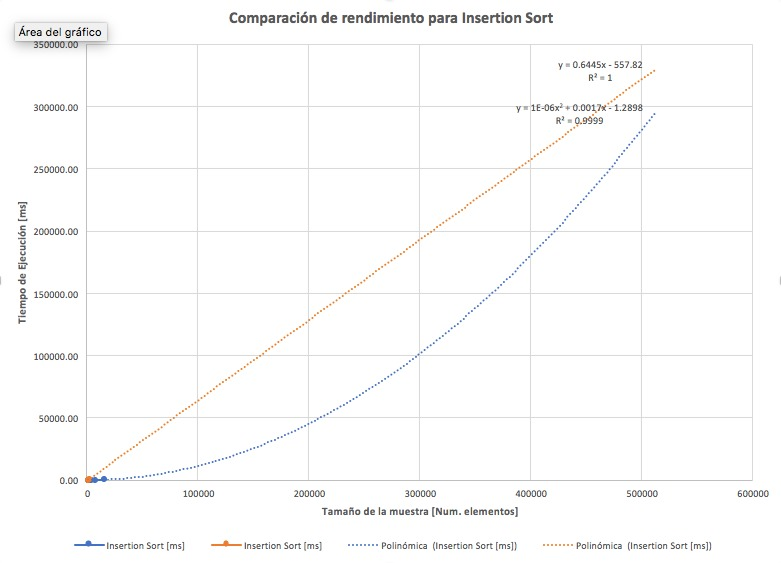 Comparación de rendimiento para Insertion Sort
Área del gráfico
350000.00
y = 0.6445x - 557.82
R² = 1
300000.00
y = 1E-06x² + 0.0017x - 1.2898
R² = 0.9999
250000.00
200000.00
150000.00
100000.00
50000.00
0.00
Tiempo de Ejecución [ms]
0 100000 200000 300000 400000 500000 600000
Tamaño de la muestra [Num. elementos]
Insertion Sort [ms] Insertion Sort [ms] Polinómica (Insertion Sort [ms]) Polinómica (Insertion Sort [ms])